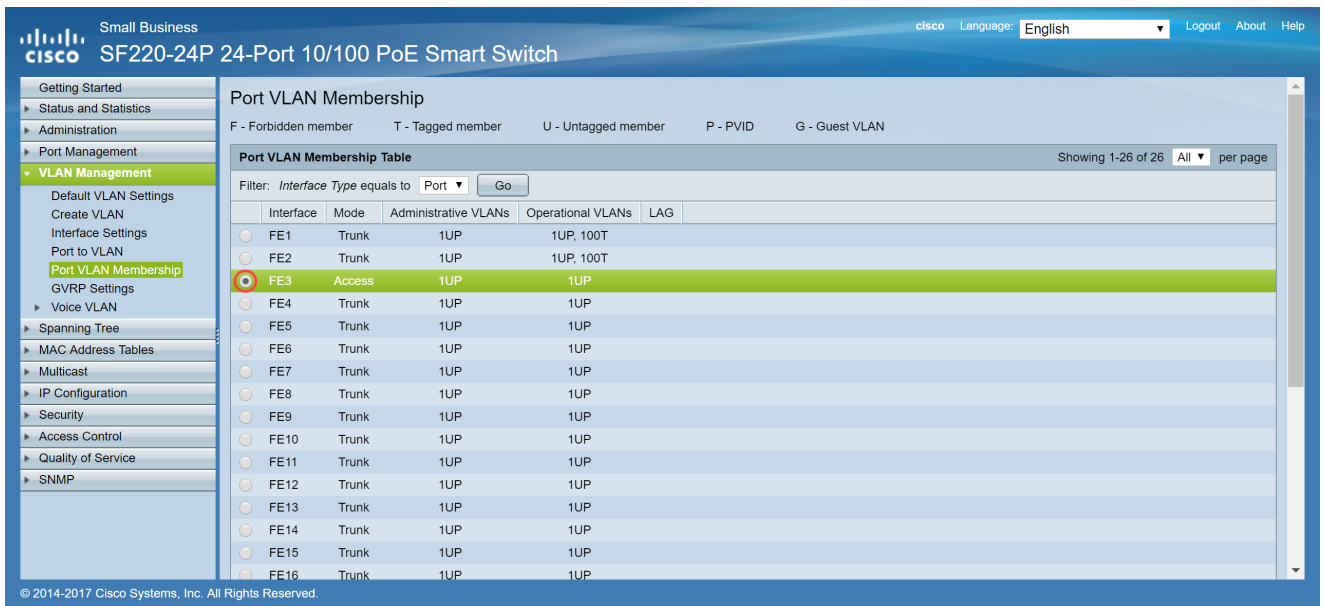 Small Business
cisco Language: English Logout About Help
cisco SF220-24P 24-Port 10/100 PoE Smart Switch
Getting Started
Status and Statistics
Administration
Port Management
VLAN Management
Default VLAN Settings
Create VLAN
Interface Settings
Port to VLAN
Port VLAN Membership
GVRP Settings
Voice VLAN
Spanning Tree
MAC Address Tables
Multicast
IP Configuration
Security
Access Control
Quality of Service
SNMP
Port VLAN Membership
F - Forbidden member T - Tagged member U - Untagged member P - PVID G - Guest VLAN
Port VLAN Membership Table Showing 1-26 of 26 All per page
Filter: Interface Type equals to Port Go
Interface Mode Administrative VLANs Operational VLANs LAG
FE1 Trunk 1UP 1UP, 100T
FE2 Trunk 1UP 1UP, 100T
FE3 Access 1UP 1UP
FE4 Trunk 1UP 1UP
FE5 Trunk 1UP 1UP
FE6 Trunk 1UP 1UP
FE7 Trunk 1UP 1UP
FE8 Trunk 1UP 1UP
FE9 Trunk 1UP 1UP
FE10 Trunk 1UP 1UP
FE11 Trunk 1UP 1UP
FE12 Trunk 1UP 1UP
FE13 Trunk 1UP 1UP
FE14 Trunk 1UP 1UP
FE15 Trunk 1UP 1UP
FE16 Trunk 1UP 1UP
© 2014-2017 Cisco Systems, Inc. All Rights Reserved.